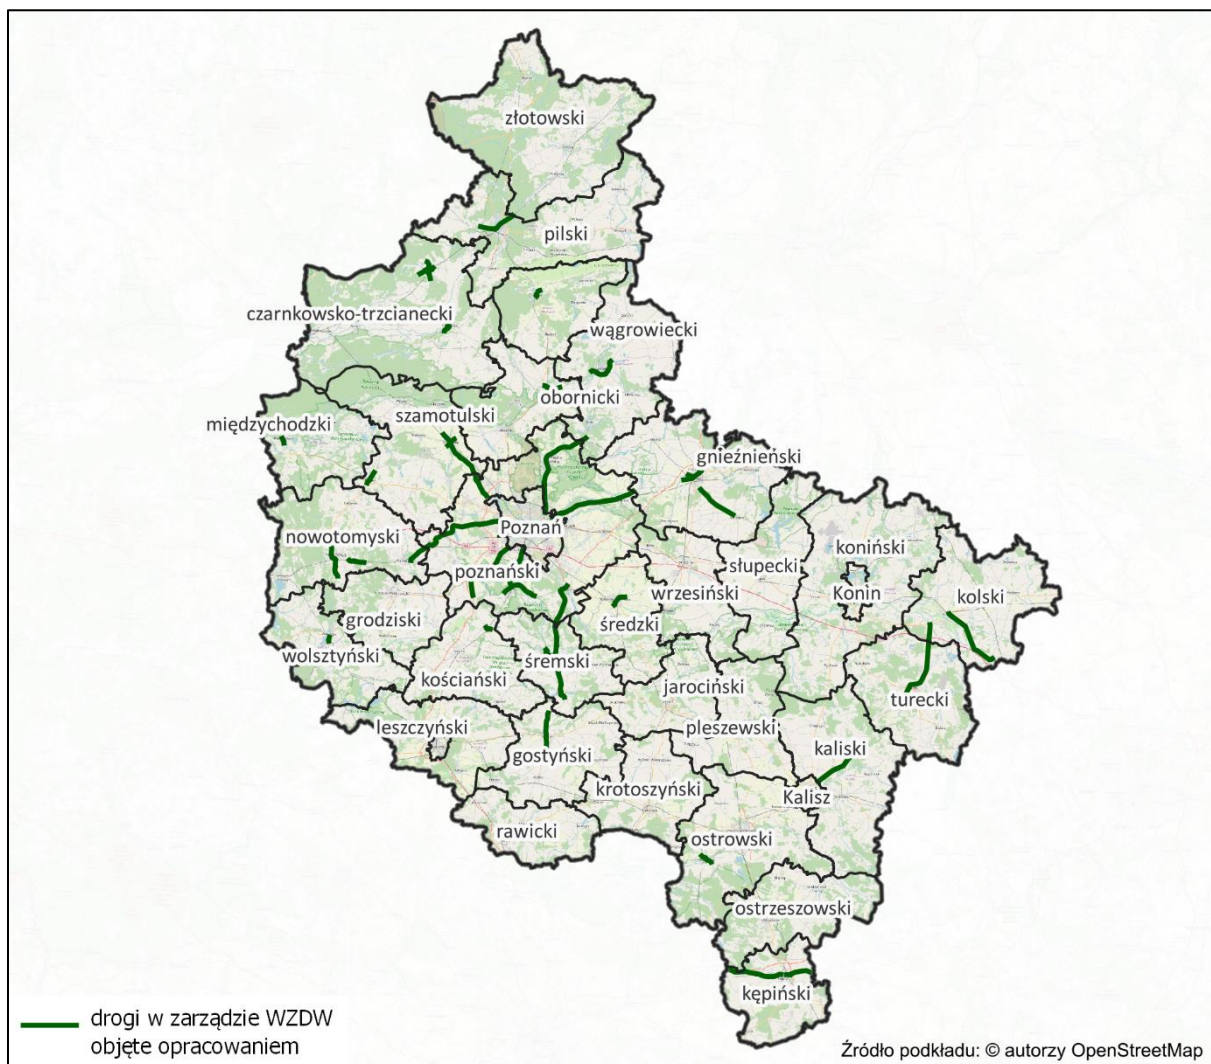 złotowski
pilski
czarnkowsko-trzcianecki
wągrowiecki
obornicki
międzychodzki
szamotulski
gnieźnieński
Poznań
nowotomyski
koniński
słupecki
poznański
wrzesiński
Konin
kolski
grodziski
średzki
wolsztyński
śremski
kościański
jarociński
turecki
leszczyński
pleszewski
gostyński
kaliski
krotoszyński
Kalisz
rawicki
ostrowski
ostrzeszowski
kępiński
drogi w zarządzie WZDW
objęte opracowaniem
Źródło podkładu: © autorzy OpenStreetMap